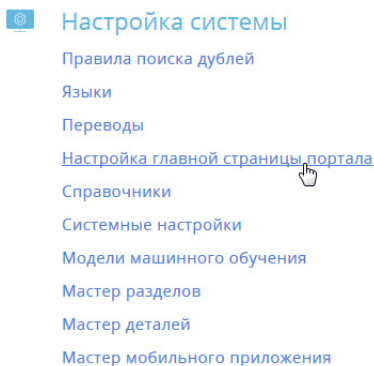 Настройка системы
Правила поиска дублей
Языки
Переводы
Настройка главной страницы портала
Справочники
Системные настройки
Модели машинного обучения
Мастер разделов
Мастер деталей
Мастер мобильного приложения